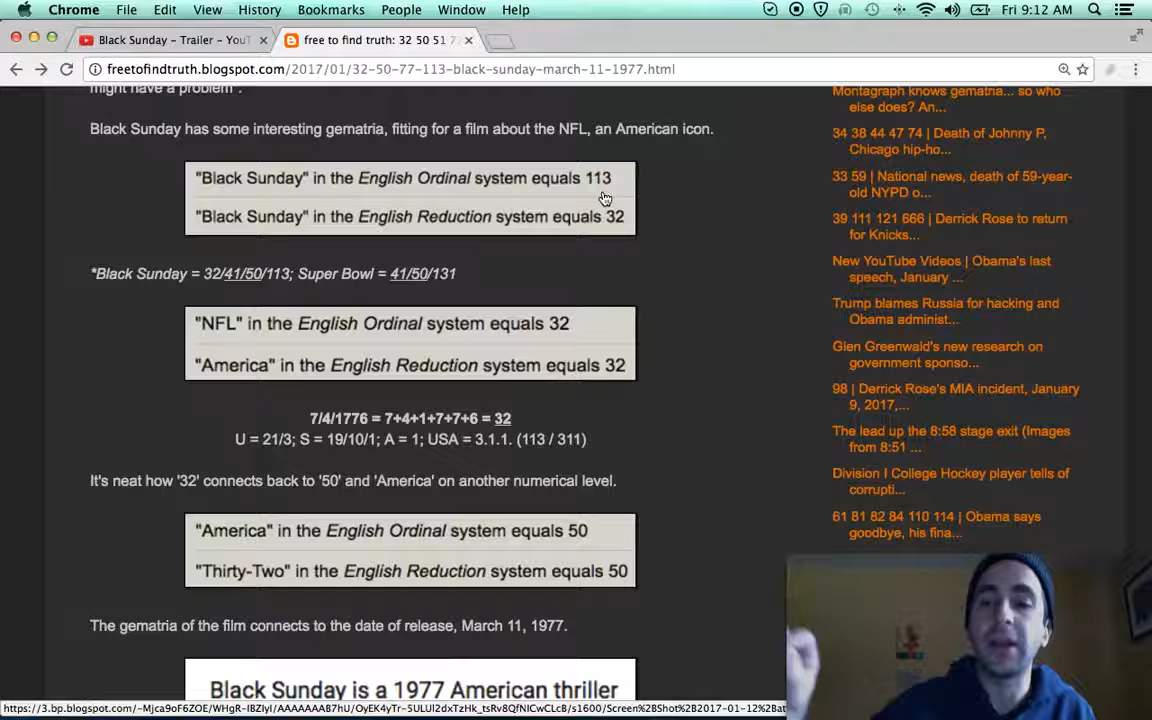 Chrome File Edit View History Bookmarks People Window Help Fri 9:12 AM
Black Sunday – Trailer – You
free to find truth: 32 50 51 7
freetofindtruth.blogspot.com/2017/01/32-50-77-113-black-sunday-march-11-1977.html
might have a problem".
Black Sunday has some interesting gematria, fitting for a film about the NFL, an American icon.
"Black Sunday" in the English Ordinal system equals 113
"Black Sunday" in the English Reduction system equals 32
*Black Sunday = 32/41/50/113; Super Bowl = 41/50/131
"NFL" in the English Ordinal system equals 32
"America" in the English Reduction system equals 32
7/4/1776 = 7+4+1+7+7+6 = 32
U = 21/3; S = 19/10/1; A = 1; USA = 3.1.1. (113 / 311)
It's neat how '32' connects back to '50' and 'America' on another numerical level.
"America" in the English Ordinal system equals 50
"Thirty-Two" in the English Reduction system equals 50
The gematria of the film connects to the date of release, March 11, 1977.
Black Sunday is a 1977 American thriller
Montagraph knows gematria... so who
else does? An...
34 38 44 47 74 | Death of Johnny P,
Chicago hip-ho...
33 59 | National news, death of 59-year-
old NYPD o...
39 111 121 666 | Derrick Rose to return
for Knicks...
New YouTube Videos | Obama's last
speech, January ...
Trump blames Russia for hacking and
Obama administ...
Glen Greenwald's new research on
government sponso...
98 | Derrick Rose's MIA incident, January
9, 2017,...
The lead up the 8:58 stage exit (Images
from 8:51 ...
Division I College Hockey player tells of
corrupti...
61 81 82 84 110 114 | Obama says
goodbye, his fina...